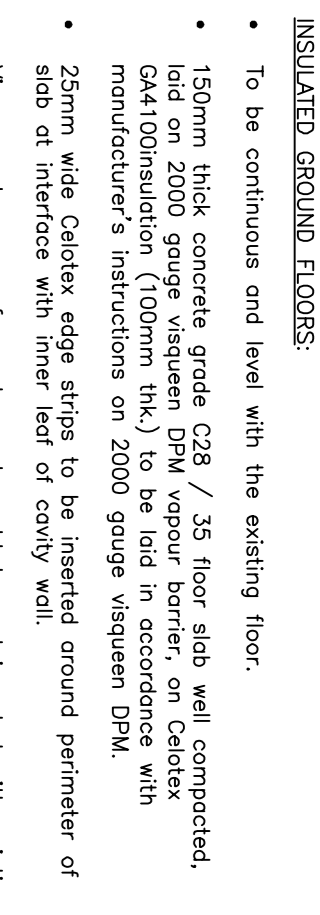 INSULATED GROUND FLOORS:
• To be continuous and level with the existing floor.
• 150mm thick concrete grade C28 / 35 floor slab well compacted,
laid on 2000 gauge visqueen DPM vapour barrier, on Celotex
GA4100insulation (100mm thk.) to be laid in accordance with
manufacturer's instructions on 2000 gauge visqueen DPM.
• 25mm wide Celotex edge strips to be inserted around perimeter of
slab at interface with inner leaf of cavity wall.